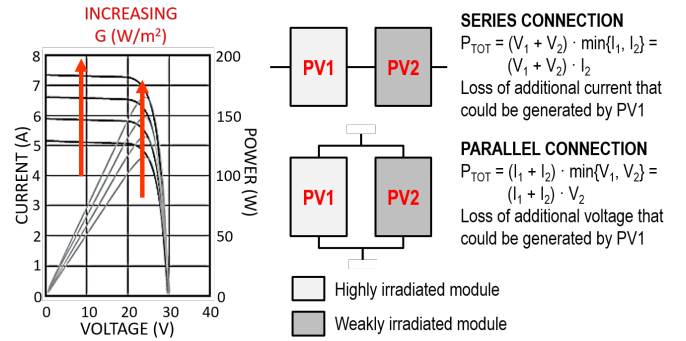 INCREASING
G (W/m²)
CURRENT (A)
8
7
6
5
4
3
2
1
0
200
150
100
50
0
POWER (W)
0 10 20 30 40
VOLTAGE (V)
PV1
PV2
PV1
PV2
Highly irradiated module
Weakly irradiated module
SERIES CONNECTION
P_TOT = (V₁ + V₂) · min{I₁, I₂} =
(V₁ + V₂) · I₂
Loss of additional current that
could be generated by PV1
PARALLEL CONNECTION
P_TOT = (I₁ + I₂) · min{V₁, V₂} =
(I₁ + I₂) · V₂
Loss of additional voltage that
could be generated by PV1